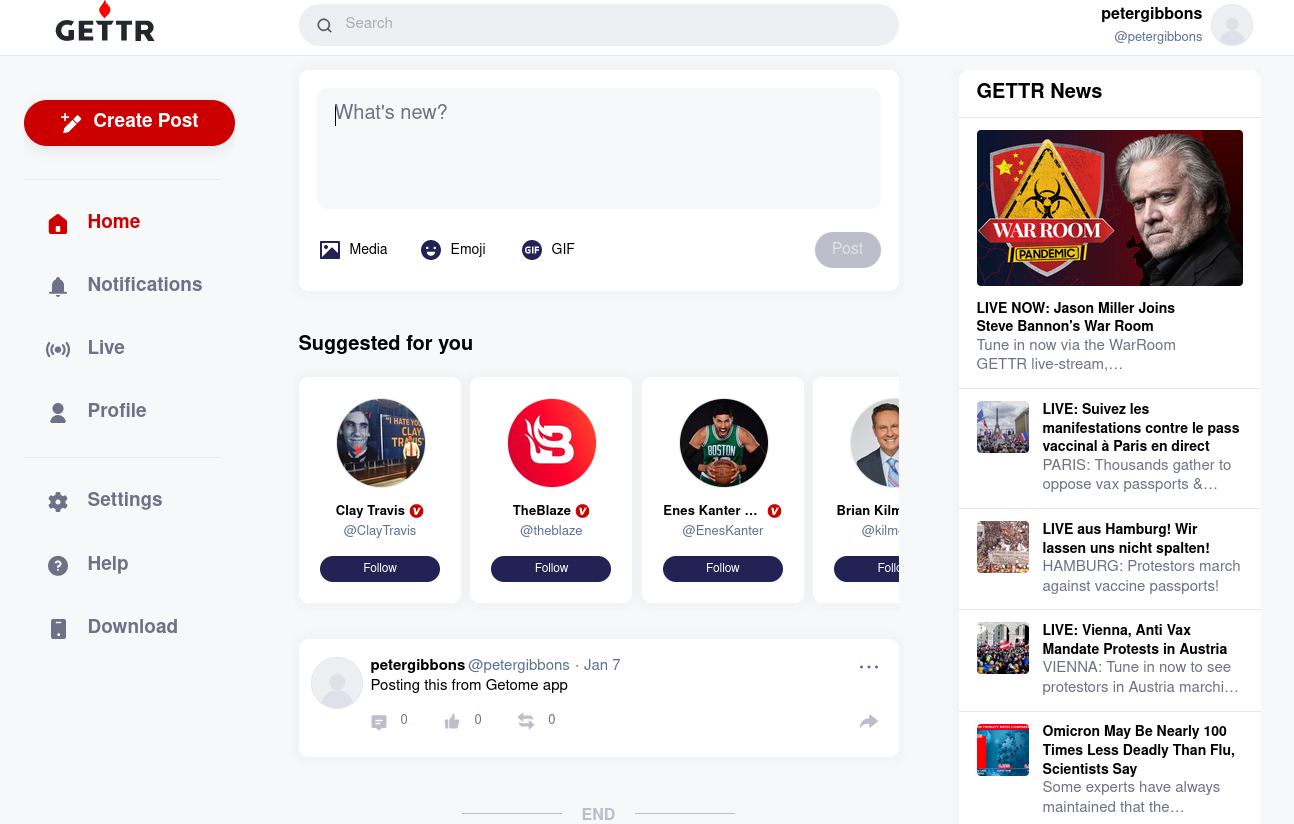 GETTR
Search
petergibbons
@petergibbons
Create Post
Home
Notifications
Live
Profile
Settings
Help
Download
What's new?
Media
Emoji
GIF
GIF
Post
Suggested for you
"I HATE YOU
CLAY
TRAVIS"
BOSTON
Clay Travis
@ClayTravis
Follow
TheBlaze
@theblaze
Follow
Enes Kanter ...
@EnesKanter
Follow
Brian Kilm
@kilm
Follo
petergibbons @petergibbons · Jan 7
Posting this from Getome app
0
0
0
END
GETTR News
WAR ROOM
PANDEMIC
LIVE NOW: Jason Miller Joins
Steve Bannon's War Room
Tune in now via the WarRoom
GETTR live-stream,…
LIVE: Suivez les
manifestations contre le pass
vaccinal à Paris en direct
PARIS: Thousands gather to
oppose vax passports &…
LIVE aus Hamburg! Wir
lassen uns nicht spalten!
HAMBURG: Protestors march
against vaccine passports!
LIVE: Vienna, Anti Vax
Mandate Protests in Austria
VIENNA: Tune in now to see
protestors in Austria marchi…
Omicron May Be Nearly 100
Times Less Deadly Than Flu,
Scientists Say
Some experts have always
maintained that the…